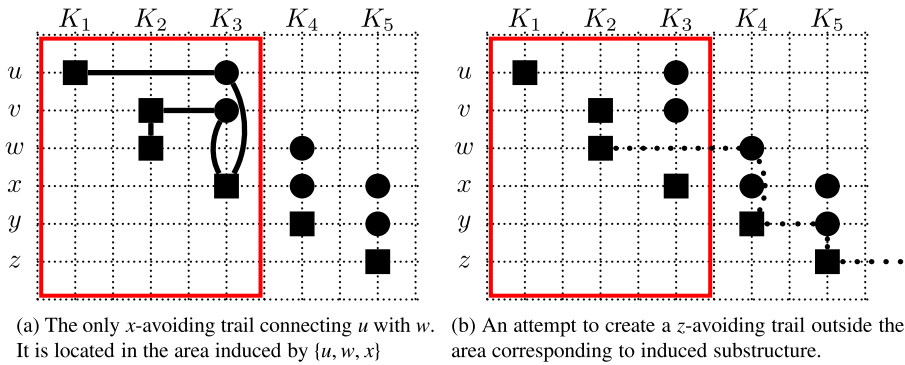 K₁ K₂ K₃ K₄ K₅ K₁ K₂ K₃ K₄ K₅
u u
v v
w w
x x
y y
z z
(a) The only x-avoiding trail connecting u with w.
It is located in the area induced by {u, w, x}
(b) An attempt to create a z-avoiding trail outside the
area corresponding to induced substructure.